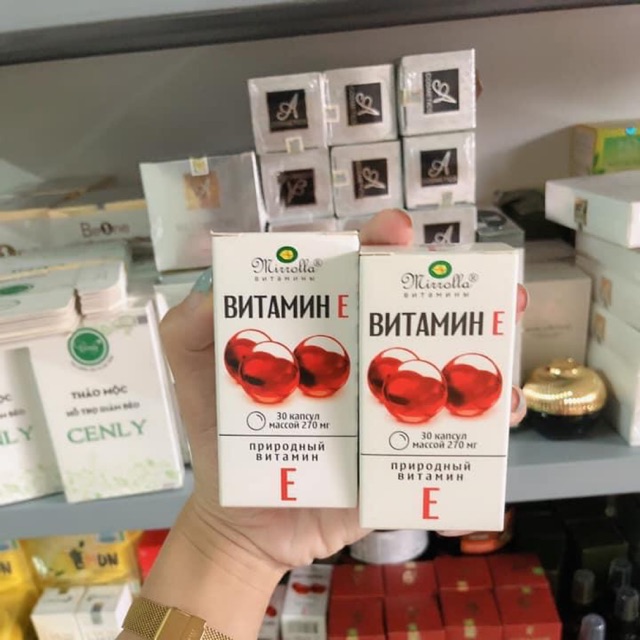 Mirrolla®
витамины
ВИТАМИН Е
30 капсул
массой 270 мг
природный
витамин
Е
Mirrolla®
витамины
ВИТАМИН Е
30 капсул
массой 270 мг
природный
витамин
Е
THẢO MỘC
HỖ TRỢ GIẢM BÉO
CENLY